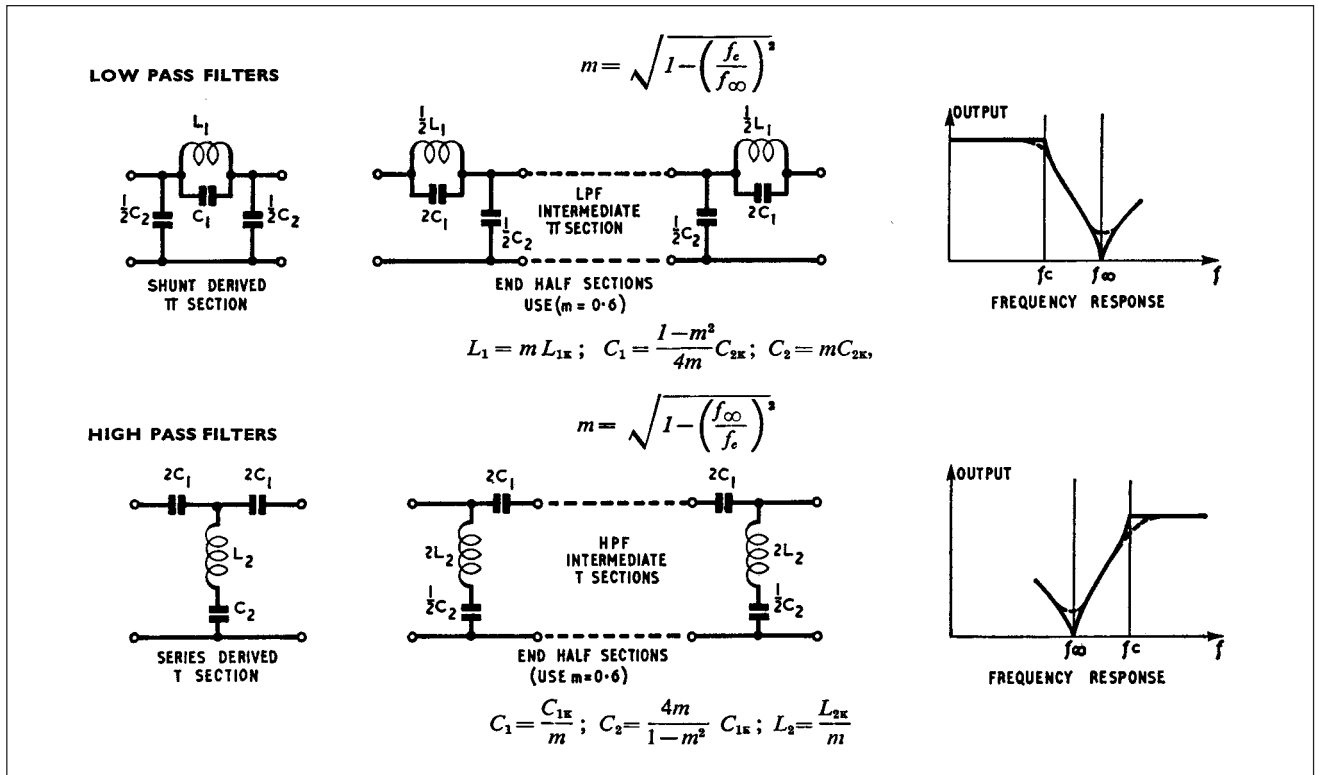 LOW PASS FILTERS
m = √1−(fc/f∞)²
L₁
C₁
½C₂
½C₂
SHUNT DERIVED
π SECTION
½L₁
2C₁
½C₂
LPF
INTERMEDIATE
π SECTION
½L₁
2C₁
½C₂
END HALF SECTIONS
USE (m = 0·6)
OUTPUT
fc
f∞
f
FREQUENCY RESPONSE
L₁ = m L₁ₖ ; C₁ = (1−m²)/4m C₂ₖ ; C₂ = mC₂ₖ,
HIGH PASS FILTERS
m = √1−(f∞/fc)²
2C₁
2C₁
L₂
C₂
SERIES DERIVED
T SECTION
2C₁
2L₂
½C₂
HPF
INTERMEDIATE
T SECTIONS
2C₁
2L₂
½C₂
END HALF SECTIONS
(USE m=0·6)
OUTPUT
f∞
fc
f
FREQUENCY RESPONSE
C₁ = C₁ₖ/m ; C₂ = 4m/(1−m²) C₁ₖ ; L₂ = L₂ₖ/m